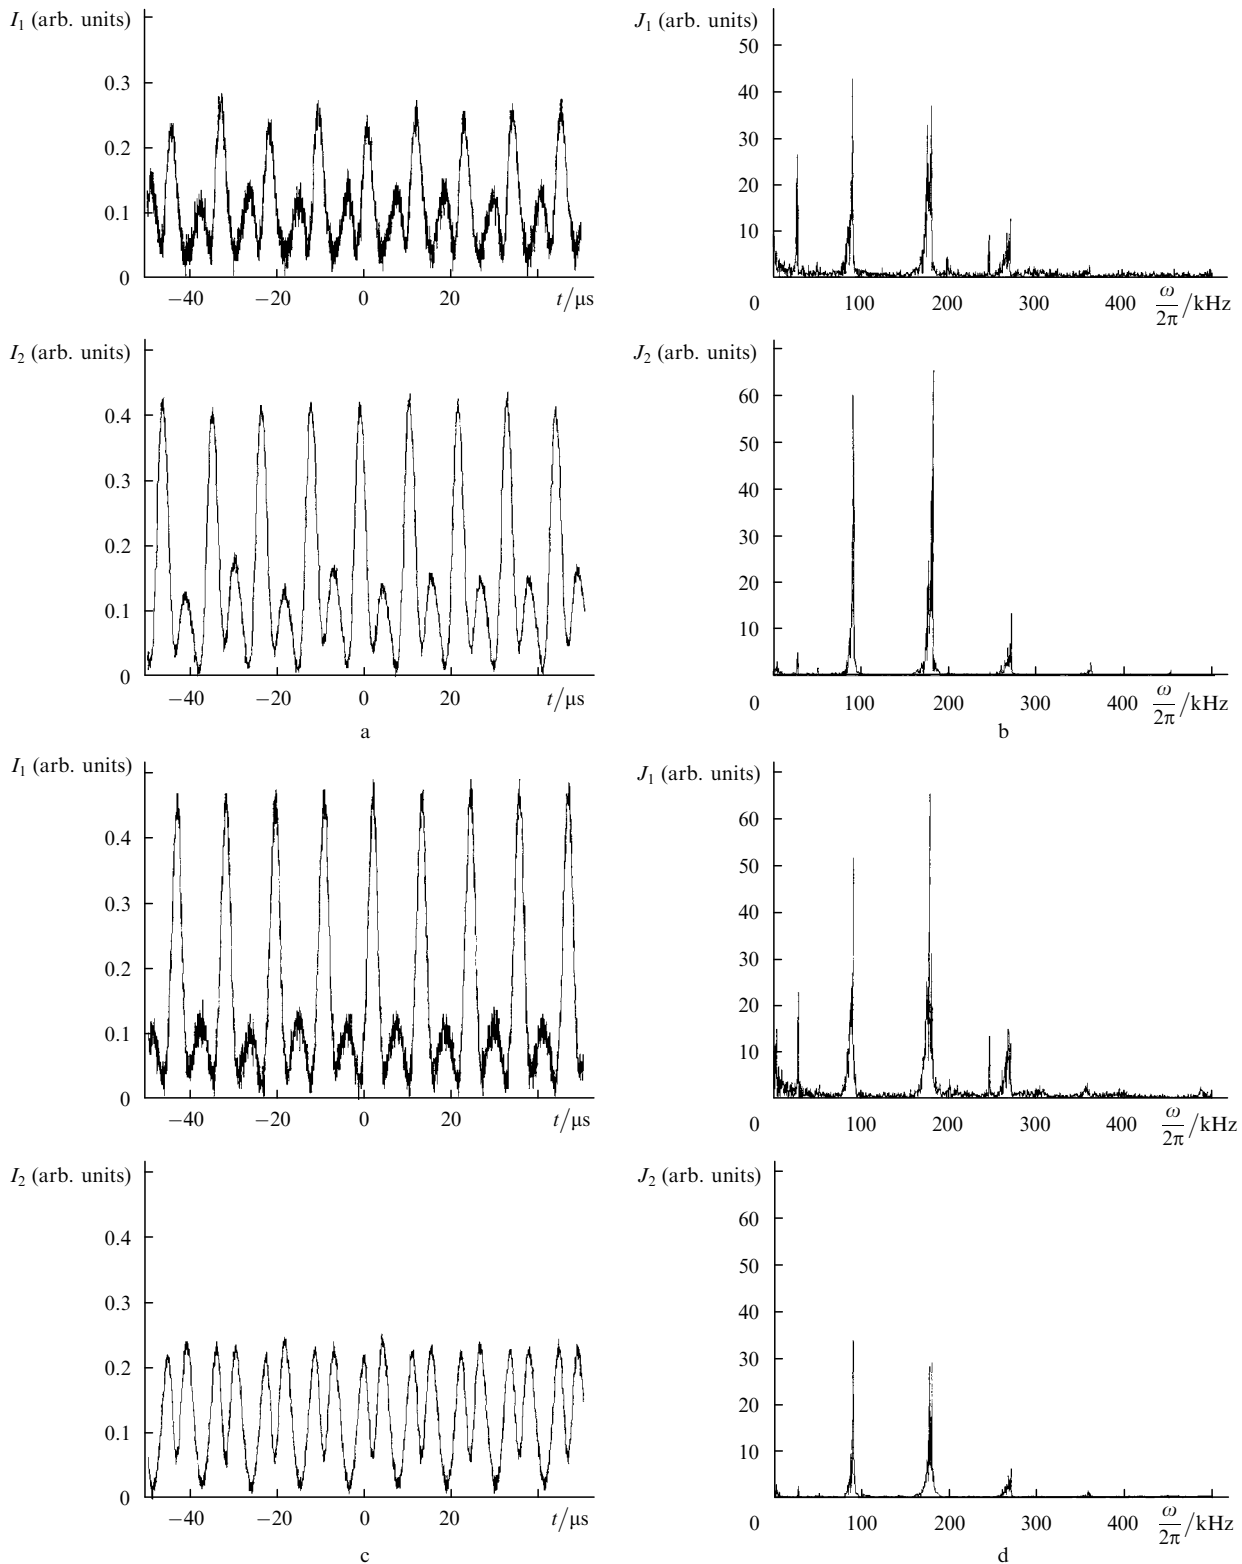 I₁ (arb. units)
0.3
0.2
0.1
0
−40 −20 0 20 t/µs
J₁ (arb. units)
50
40
30
20
10
0 100 200 300 400 ω/2π /kHz
I₂ (arb. units)
0.4
0.3
0.2
0.1
0
−40 −20 0 20 t/µs
a
J₂ (arb. units)
60
50
40
30
20
10
0 100 200 300 400 ω/2π /kHz
b
I₁ (arb. units)
0.4
0.3
0.2
0.1
0
−40 −20 0 20 t/µs
J₁ (arb. units)
60
50
40
30
20
10
0 100 200 300 400 ω/2π /kHz
I₂ (arb. units)
0.4
0.3
0.2
0.1
0
−40 −20 0 20 t/µs
c
J₂ (arb. units)
60
50
40
30
20
10
0 100 200 300 400 ω/2π /kHz
d